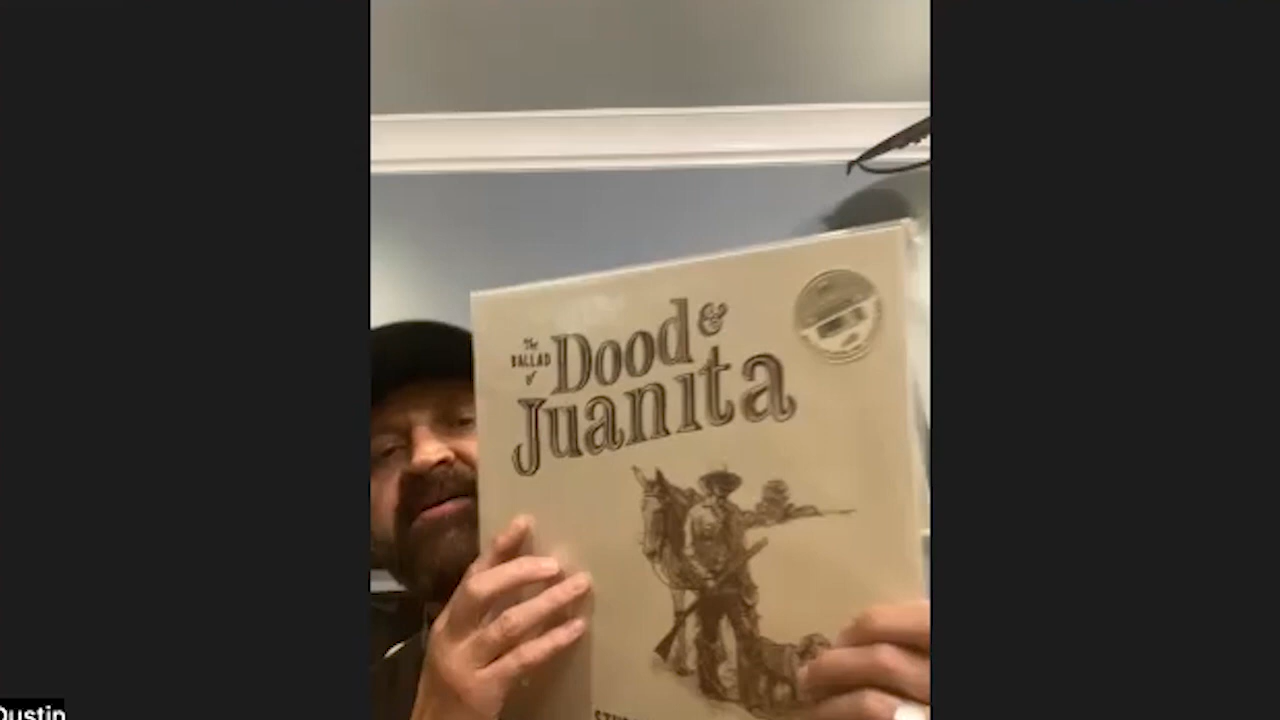 The
BALLAD
of
Dood &
Juanita
Dustin